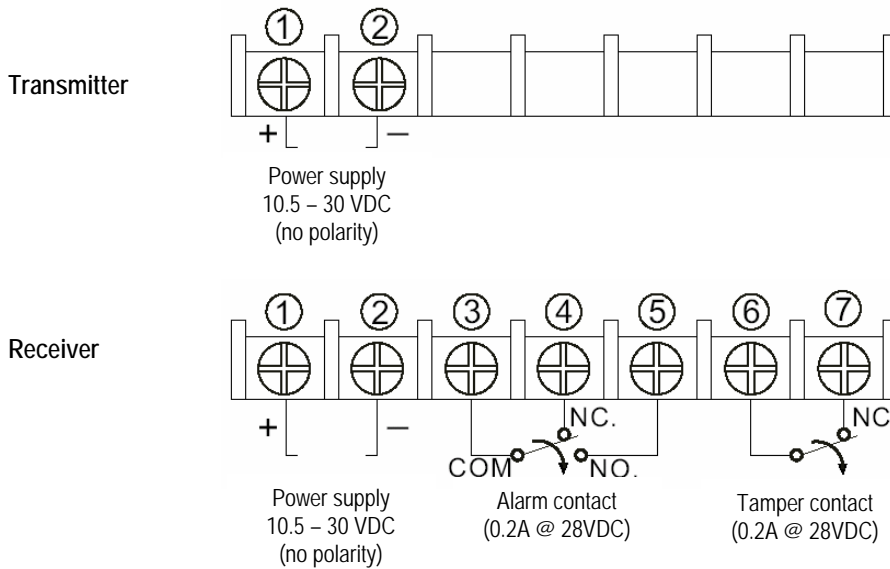 ① ②
Transmitter
+ −
Power supply
10.5 – 30 VDC
(no polarity)
① ② ③ ④ ⑤ ⑥ ⑦
Receiver
+ −
NC. NC
COM NO.
Power supply
10.5 – 30 VDC
(no polarity)
Alarm contact
(0.2A @ 28VDC)
Tamper contact
(0.2A @ 28VDC)